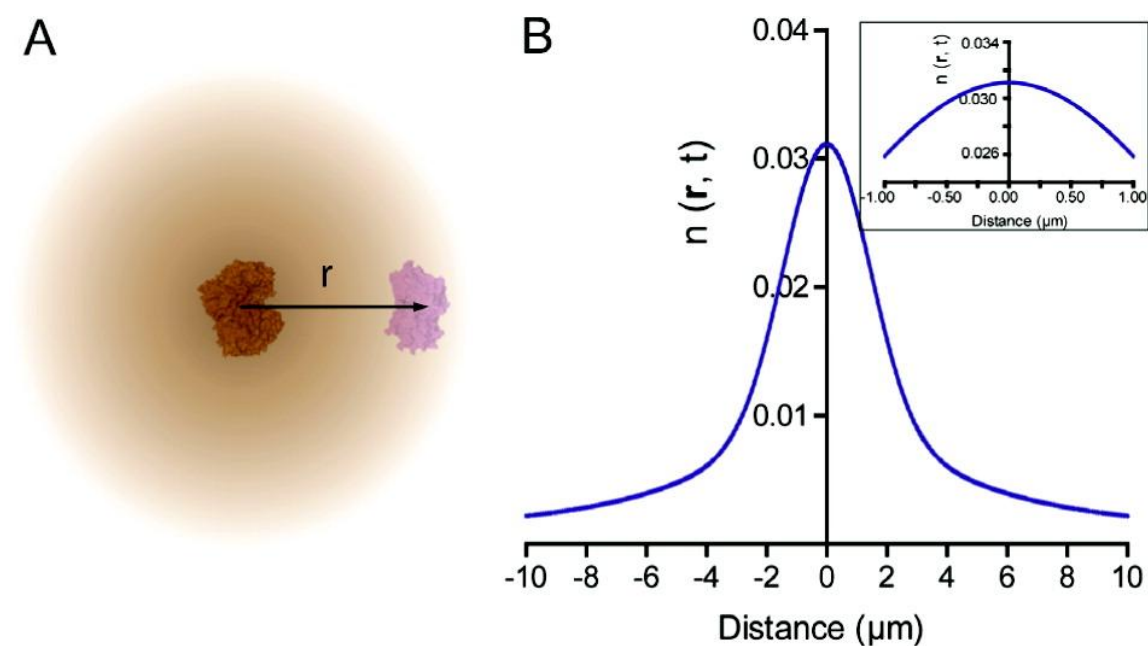 A
r
B
n (r, t)
0.04
0.03
0.02
0.01
-10 -8 -6 -4 -2 0 2 4 6 8 10
Distance (µm)
n (r, t)
0.034
0.030
0.026
-1.00 -0.50 0.00 0.50 1.00
Distance (µm)